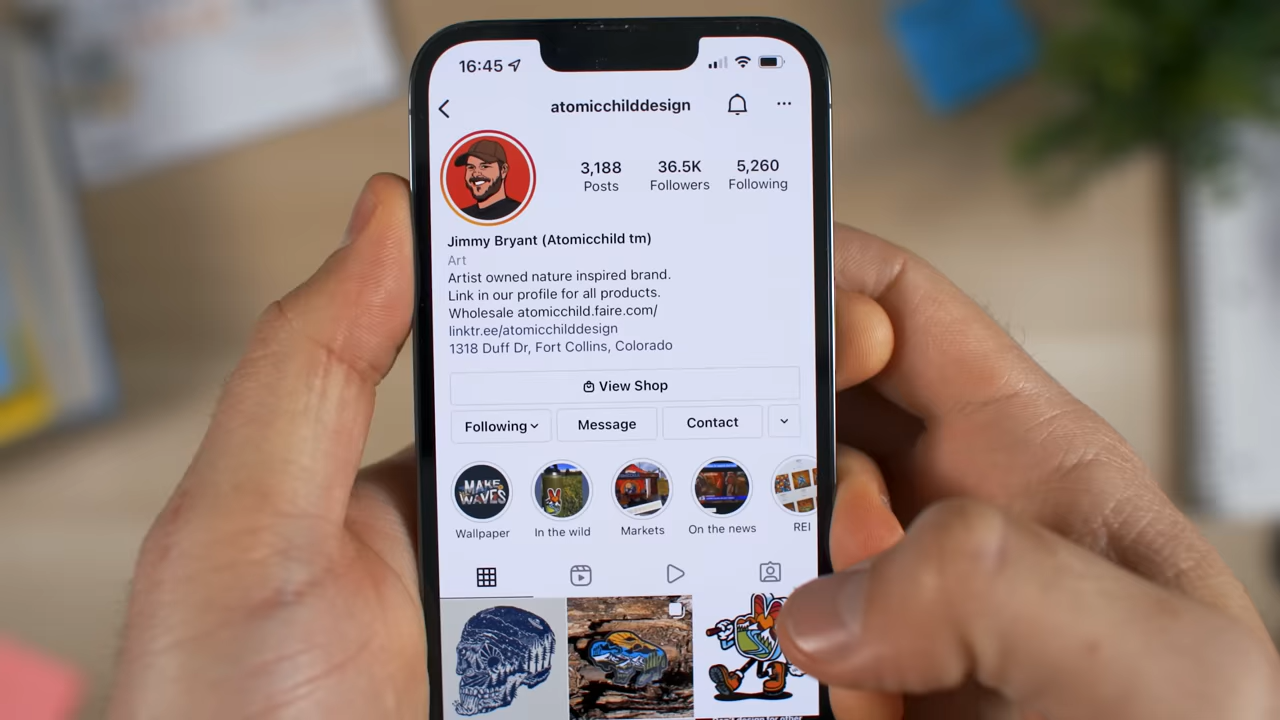 16:45
atomicchilddesign
3,188 36.5K 5,260
Posts Followers Following
Jimmy Bryant (Atomicchild tm)
Art
Artist owned nature inspired brand.
Link in our profile for all products.
Wholesale atomicchild.faire.com/
linktr.ee/atomicchilddesign
1318 Duff Dr, Fort Collins, Colorado
View Shop
Following Message Contact
MAKE
WAVES
Wallpaper In the wild Markets On the news REI